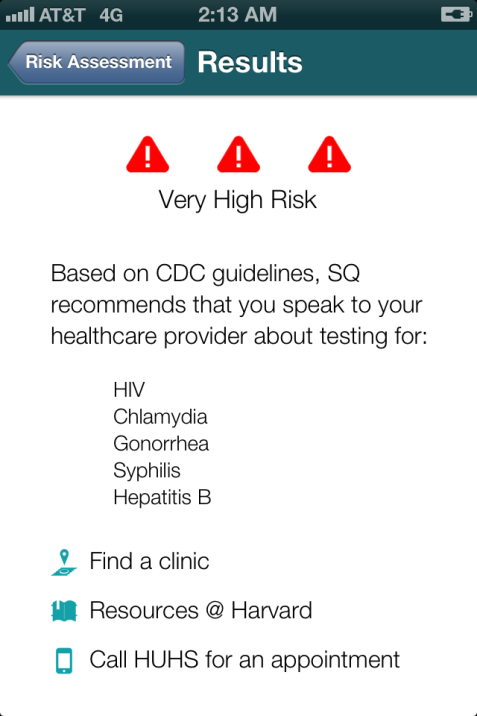 AT&T 4G 2:13 AM
Risk Assessment Results
! ! !
Very High Risk
Based on CDC guidelines, SQ
recommends that you speak to your
healthcare provider about testing for:
HIV
Chlamydia
Gonorrhea
Syphilis
Hepatitis B
Find a clinic
Resources @ Harvard
Call HUHS for an appointment